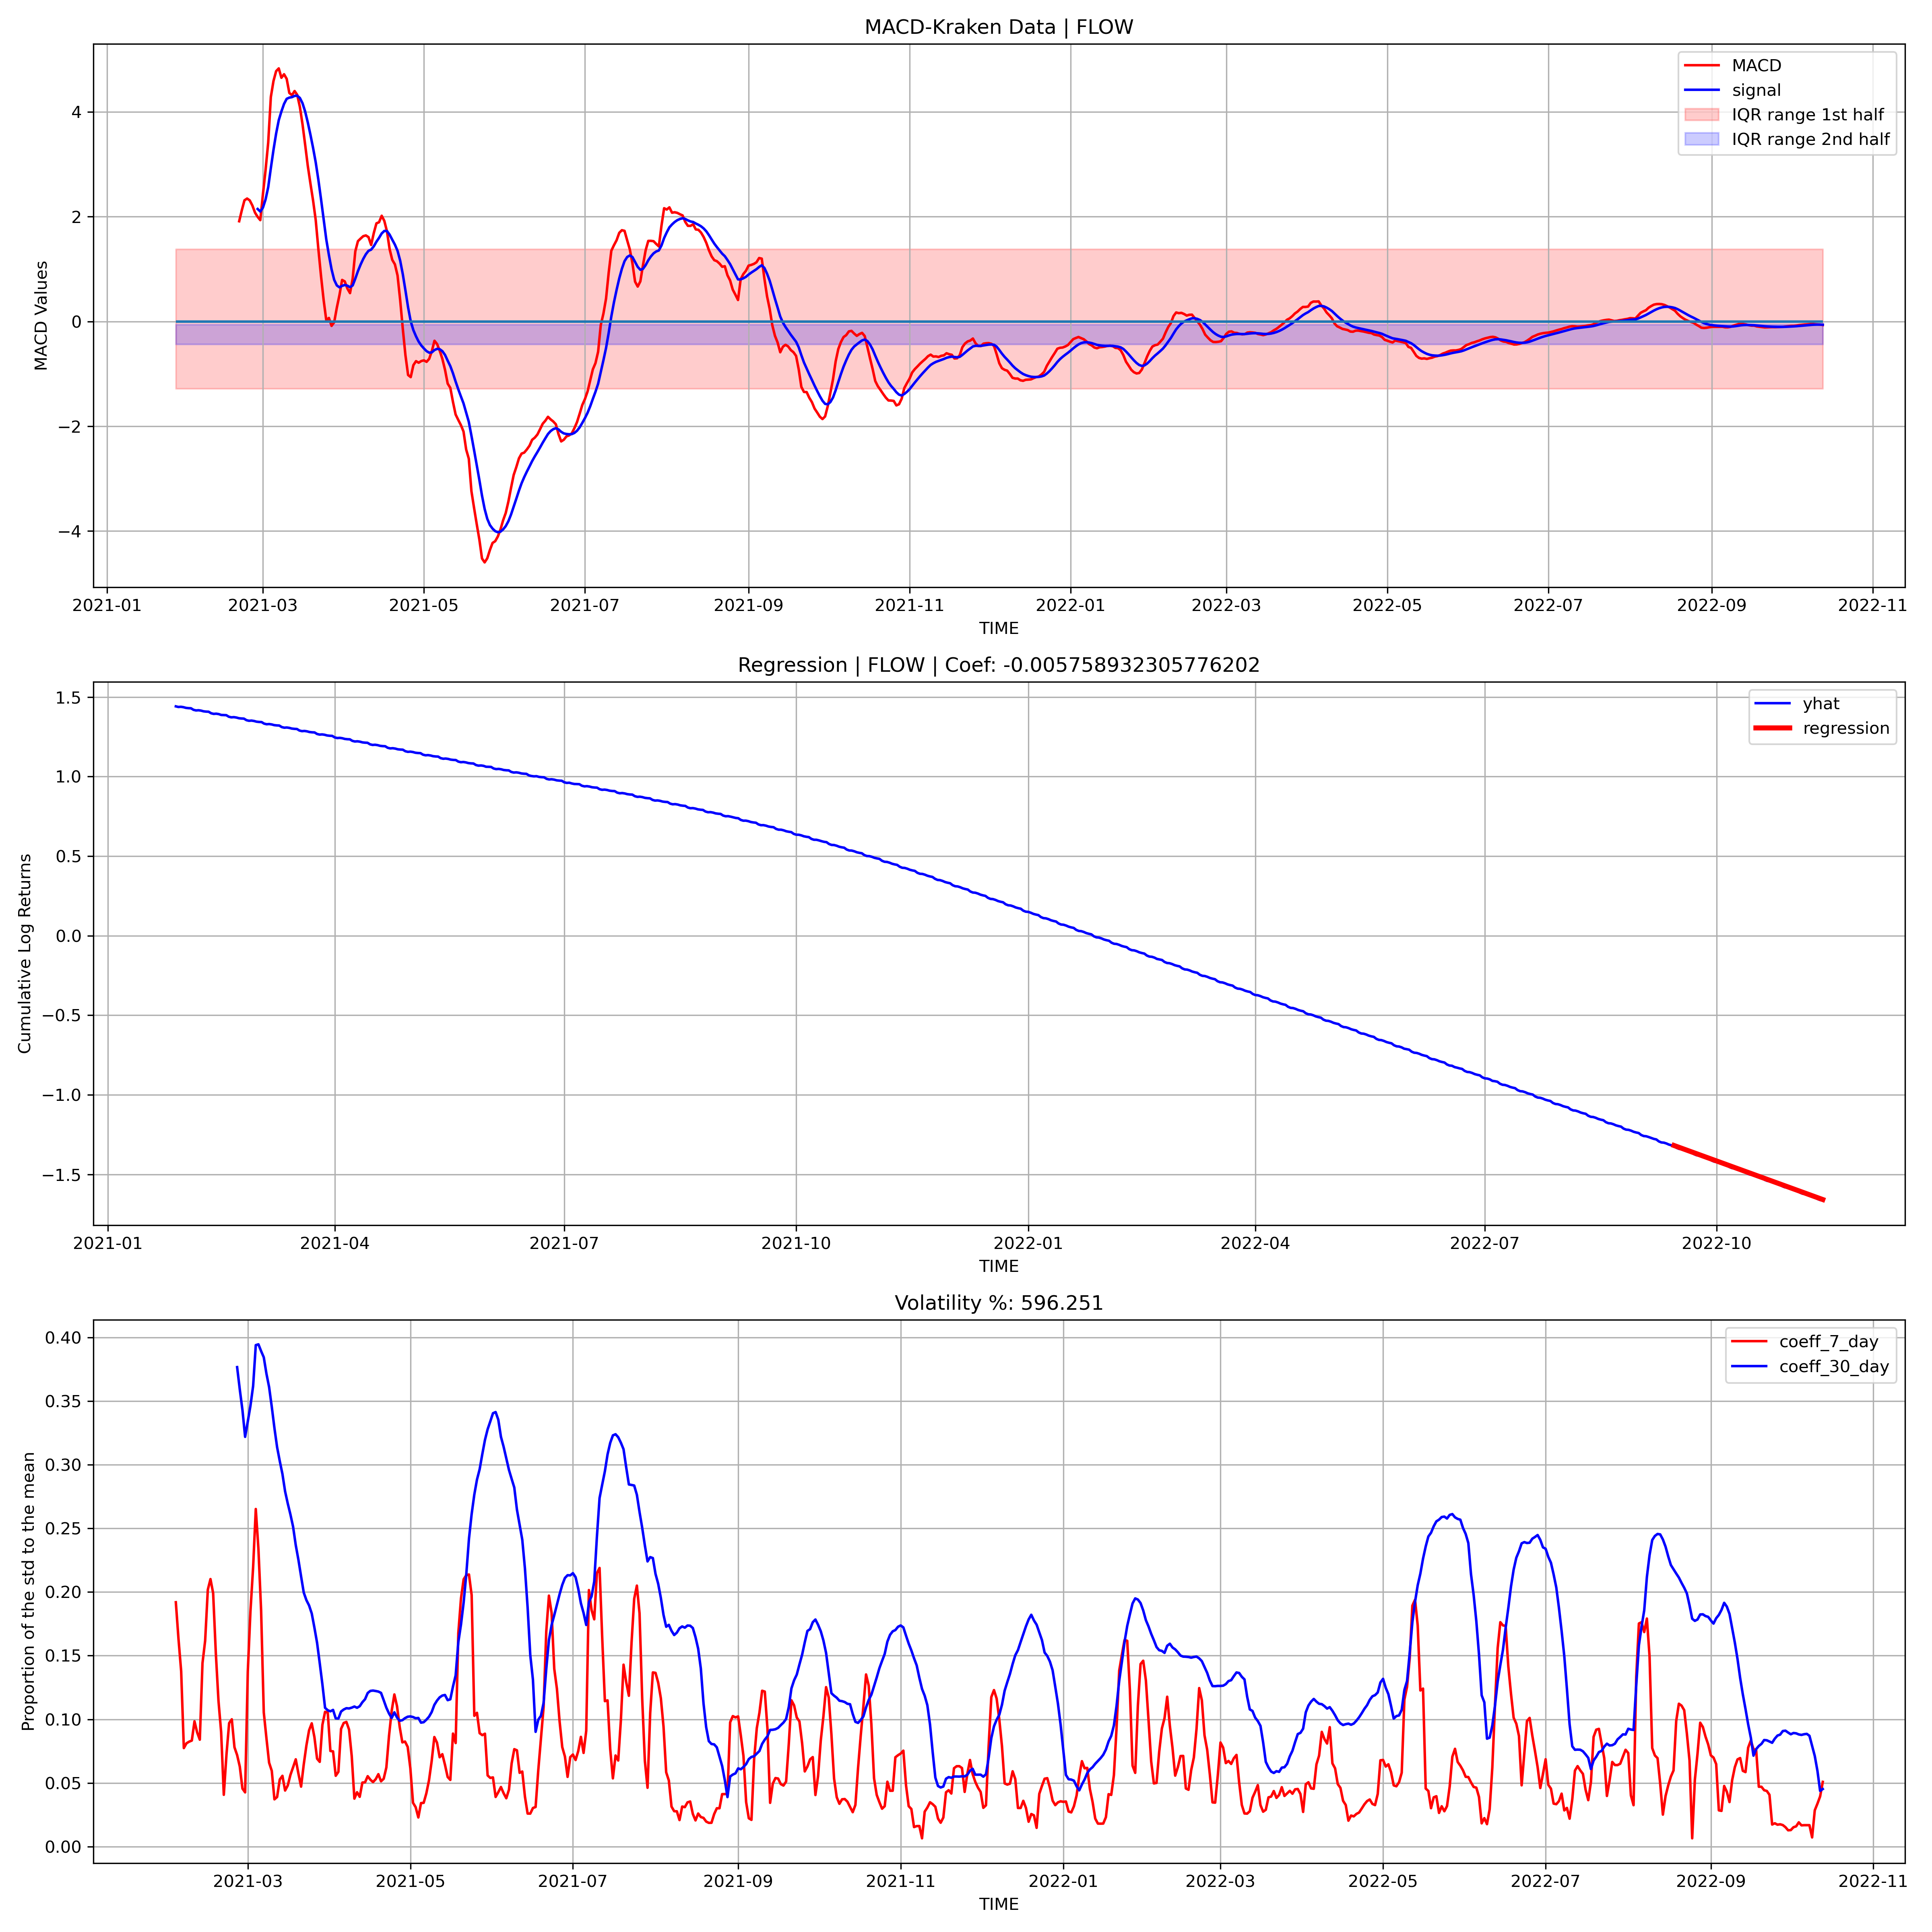 MACD-Kraken Data | FLOW
MACD
signal
IQR range 1st half
IQR range 2nd half
MACD Values
4
2
0
−2
−4
2021-01 2021-03 2021-05 2021-07 2021-09 2021-11 2022-01 2022-03 2022-05 2022-07 2022-09 2022-11
TIME
Regression | FLOW | Coef: -0.005758932305776202
yhat
regression
Cumulative Log Returns
1.5
1.0
0.5
0.0
−0.5
−1.0
−1.5
2021-01 2021-04 2021-07 2021-10 2022-01 2022-04 2022-07 2022-10
TIME
Volatility %: 596.251
coeff_7_day
coeff_30_day
Proportion of the std to the mean
0.40
0.35
0.30
0.25
0.20
0.15
0.10
0.05
0.00
2021-03 2021-05 2021-07 2021-09 2021-11 2022-01 2022-03 2022-05 2022-07 2022-09 2022-11
TIME